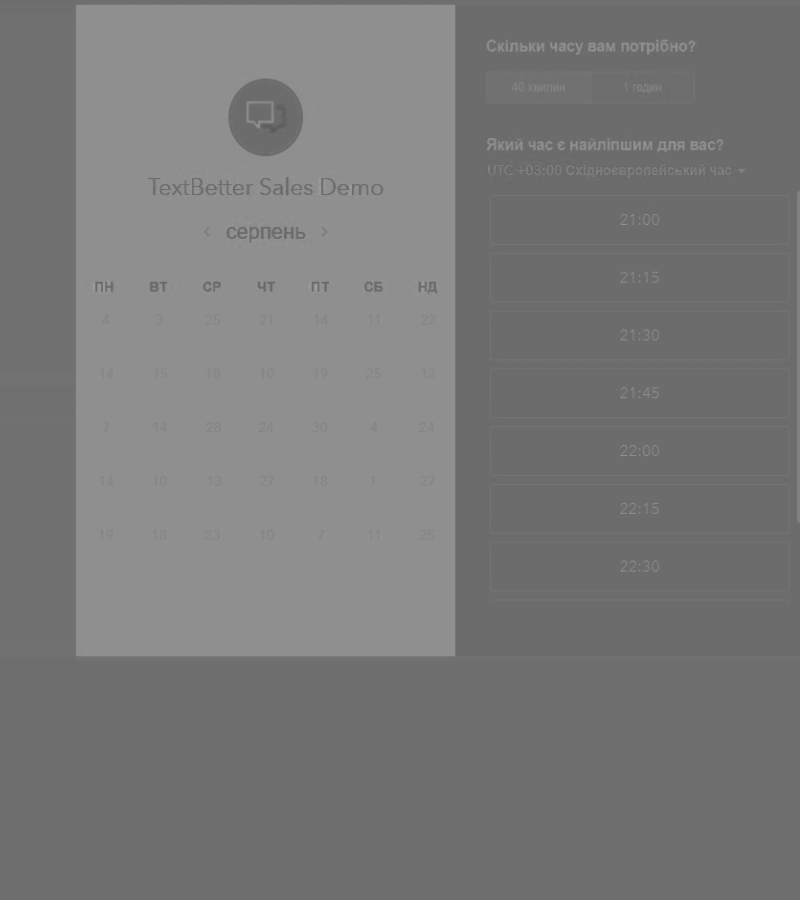 TextBetter Sales Demo
< серпень >
ПН ВТ СР ЧТ ПТ СБ НД
4 3 25 21 14 11 22
14 15 18 10 19 25 12
7 14 28 24 30 4 24
14 10 13 27 18 1 27
19 18 23 10 7 11 25
Скільки часу вам потрібно?
40 хвилин 1 годин
Який час є найліпшим для вас?
UTC +03:00 Східноєвропейський час
21:00
21:15
21:30
21:45
22:00
22:15
22:30